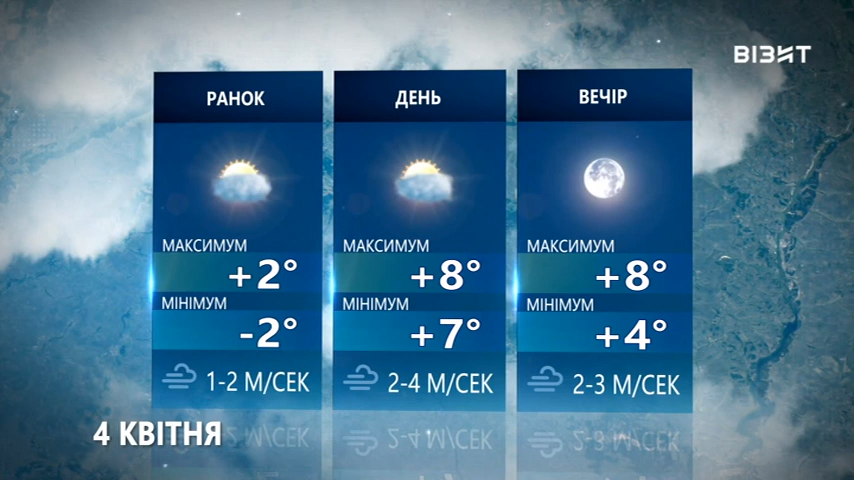 ВІЗИТ
РАНОК
МАКСИМУМ
+2°
МІНІМУМ
-2°
1-2 М/СЕК
ДЕНЬ
МАКСИМУМ
+8°
МІНІМУМ
+7°
2-4 М/СЕК
ВЕЧІР
МАКСИМУМ
+8°
МІНІМУМ
+4°
2-3 М/СЕК
4 КВІТНЯ